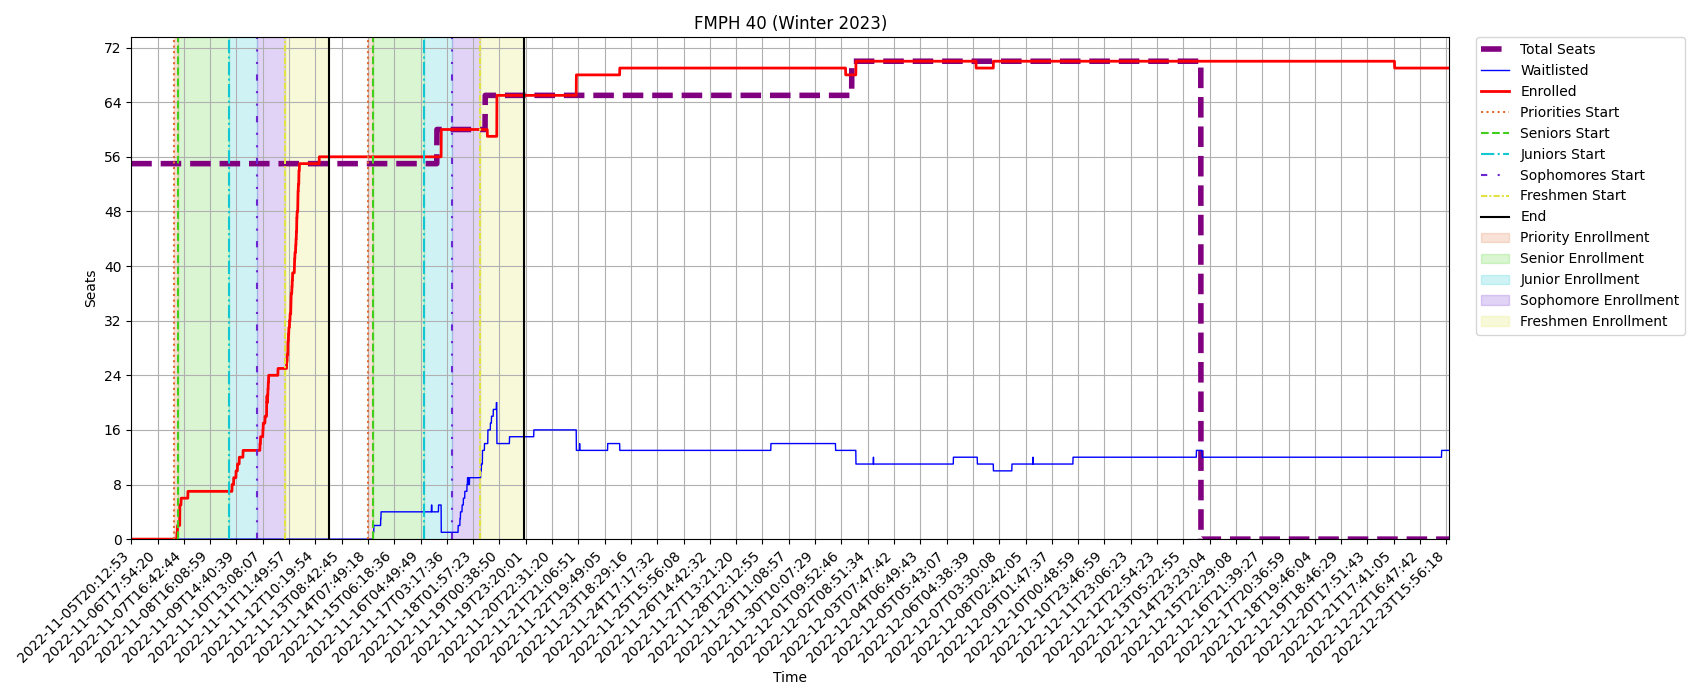 FMPH 40 (Winter 2023)
72
64
56
48
40
32
24
16
8
0
Seats
2022-11-05T20:12:53
2022-11-06T17:54:20
2022-11-07T16:42:44
2022-11-08T16:08:59
2022-11-09T14:40:39
2022-11-10T13:08:07
2022-11-11T11:49:57
2022-11-12T10:19:54
2022-11-13T08:42:45
2022-11-14T07:49:18
2022-11-15T06:18:36
2022-11-16T04:49:49
2022-11-17T03:17:36
2022-11-18T01:57:23
2022-11-19T00:38:50
2022-11-19T23:20:01
2022-11-20T22:31:20
2022-11-21T21:06:51
2022-11-22T19:49:05
2022-11-23T18:29:16
2022-11-24T17:17:32
2022-11-25T15:56:08
2022-11-26T14:42:32
2022-11-27T13:21:20
2022-11-28T12:12:55
2022-11-29T11:08:57
2022-11-30T10:07:29
2022-12-01T09:52:46
2022-12-02T08:51:34
2022-12-03T07:47:42
2022-12-04T06:49:43
2022-12-05T05:43:07
2022-12-06T04:38:39
2022-12-07T03:30:08
2022-12-08T02:42:05
2022-12-09T01:47:37
2022-12-10T00:48:59
2022-12-10T23:46:59
2022-12-11T23:06:23
2022-12-12T22:54:23
2022-12-13T05:22:55
2022-12-14T23:23:04
2022-12-15T22:29:08
2022-12-16T21:39:27
2022-12-17T20:36:59
2022-12-18T19:46:04
2022-12-19T18:46:29
2022-12-20T17:51:43
2022-12-21T17:41:05
2022-12-22T16:47:42
2022-12-23T15:56:18
Time
Total Seats
Waitlisted
Enrolled
Priorities Start
Seniors Start
Juniors Start
Sophomores Start
Freshmen Start
End
Priority Enrollment
Senior Enrollment
Junior Enrollment
Sophomore Enrollment
Freshmen Enrollment